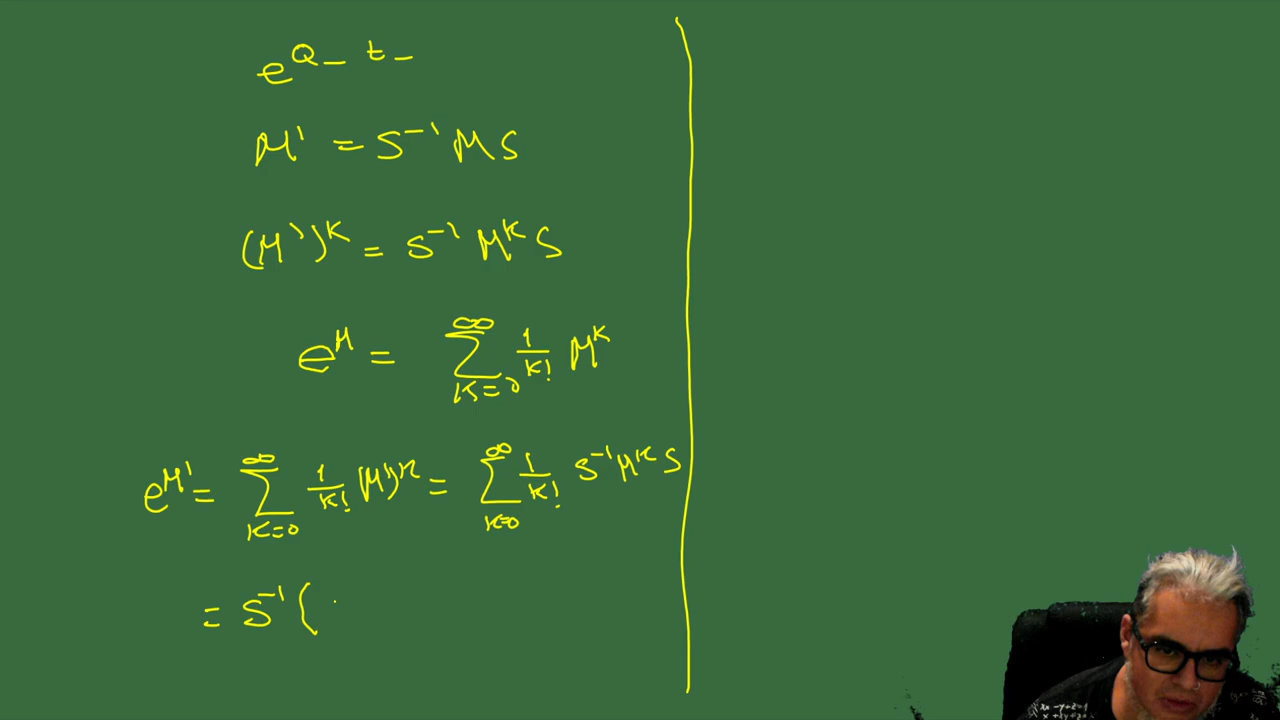 e^{Q_- t_-}
M' = S^{-1} M S
(M')^K = S^{-1} M^K S
e^M = \sum_{K=0}^{\infty} \frac{1}{K!} M^K
e^{M'} = \sum_{K=0}^{\infty} \frac{1}{K!} (M')^K = \sum_{K=0}^{\infty} \frac{1}{K!} S^{-1} M^K S
= S^{-1} (